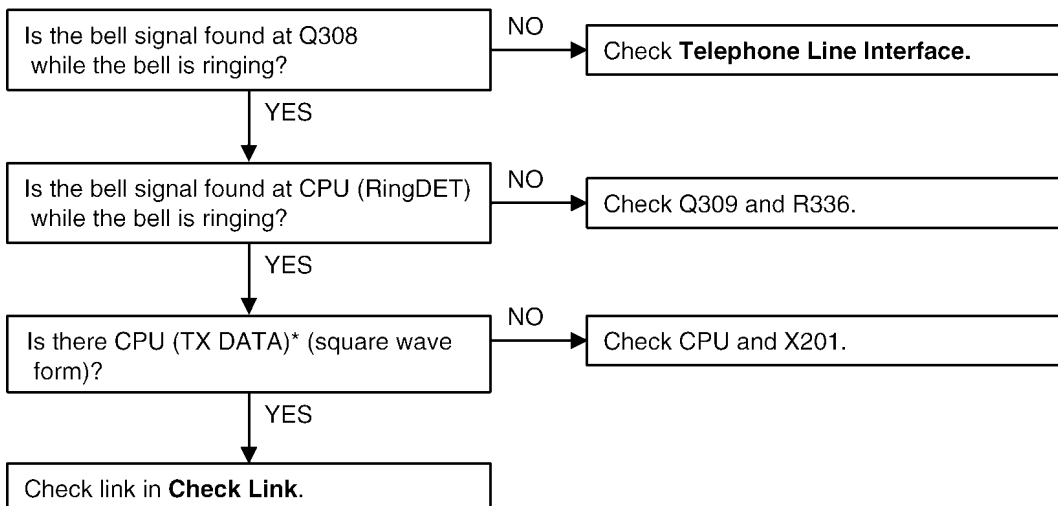 Is the bell signal found at Q308
while the bell is ringing?
NO
Check Telephone Line Interface.
YES
Is the bell signal found at CPU (RingDET)
while the bell is ringing?
NO
Check Q309 and R336.
YES
Is there CPU (TX DATA)* (square wave
form)?
NO
Check CPU and X201.
YES
Check link in Check Link.